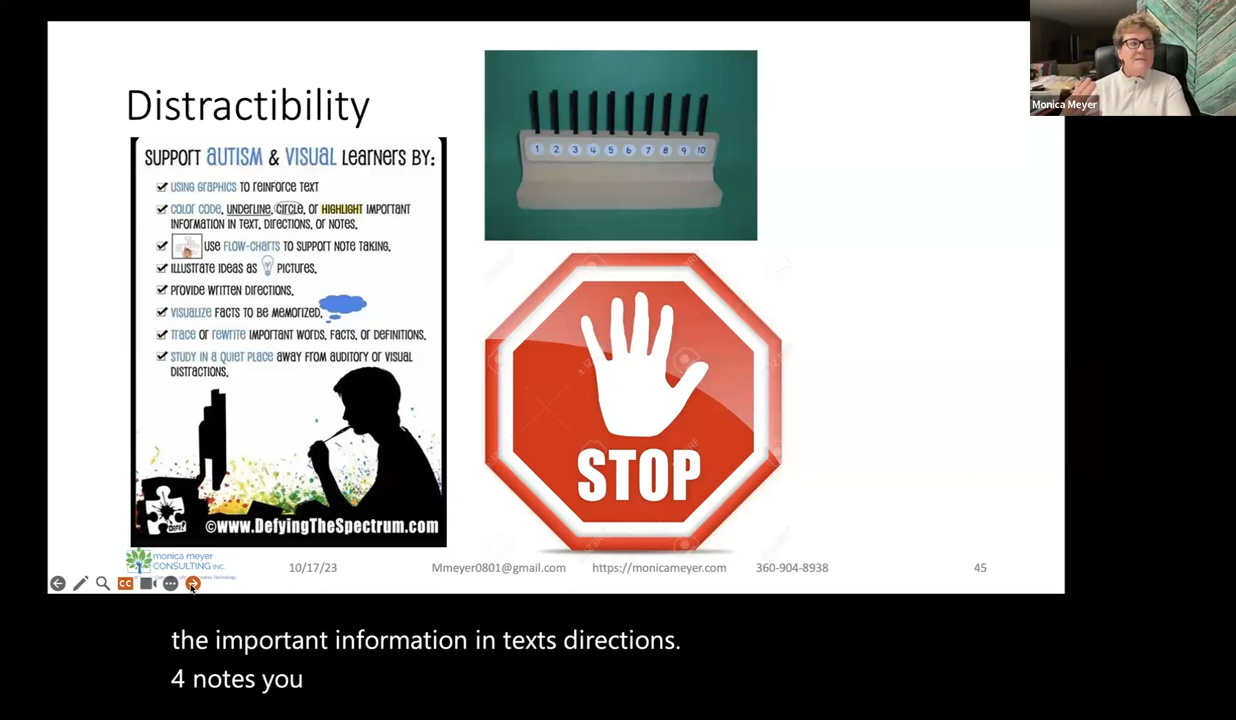 Distractibility
SUPPORT AUTISM & VISUAL LEARNERS BY:
USING GRAPHICS TO REINFORCE TEXT
COLOR CODE, UNDERLINE, CIRCLE, OR HIGHLIGHT IMPORTANT
INFORMATION IN TEXT, DIRECTIONS, OR NOTES.
USE FLOW-CHARTS TO SUPPORT NOTE TAKING.
ILLUSTRATE IDEAS AS PICTURES.
PROVIDE WRITTEN DIRECTIONS.
VISUALIZE FACTS TO BE MEMORIZED.
TRACE OR REWRITE IMPORTANT WORDS, FACTS, OR DEFINITIONS.
STUDY IN A QUIET PLACE AWAY FROM AUDITORY OR VISUAL
DISTRACTIONS.
©www.DefyingTheSpectrum.com
1 2 3 4 5 6 7 8 9 10
STOP
Monica Meyer
monica meyer
CONSULTING INC.
10/17/23 Mmeyer0801@gmail.com https://monicameyer.com 360-904-8938 45
CC
the important information in texts directions.
4 notes you